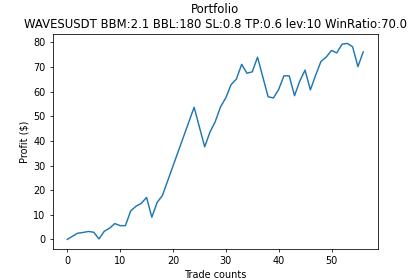 Portfolio
WAVESUSDT BBM:2.1 BBL:180 SL:0.8 TP:0.6 lev:10 WinRatio:70.0
80
70
60
50
40
30
20
10
0
Profit ($)
0 10 20 30 40 50
Trade counts